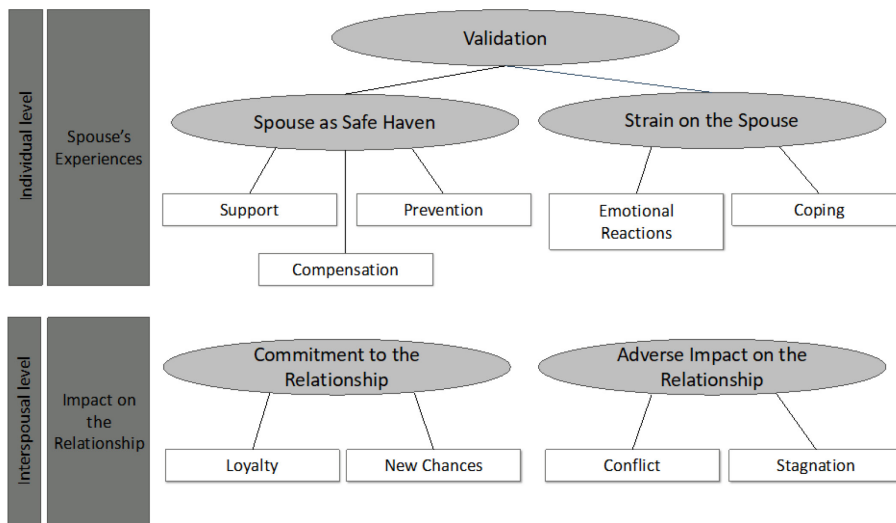 Individual level
Spouse's
Experiences
Validation
Spouse as Safe Haven
Strain on the Spouse
Support
Prevention
Compensation
Emotional
Reactions
Coping
Interspousal level
Impact on
the
Relationship
Commitment to the
Relationship
Adverse Impact on the
Relationship
Loyalty
New Chances
Conflict
Stagnation